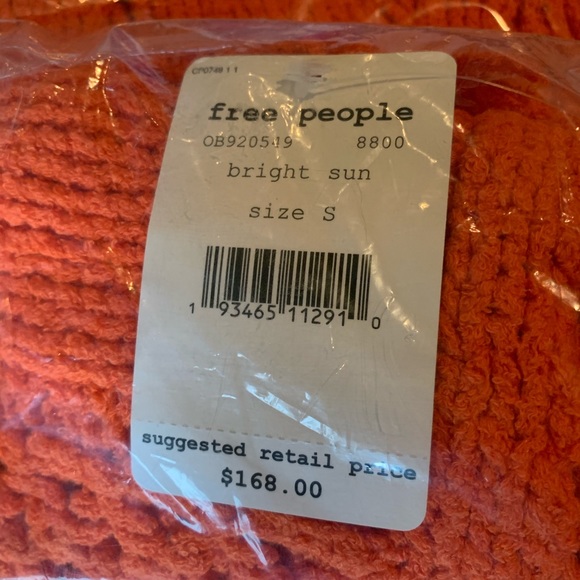 free people
OB920549 8800
bright sun
size S
1 93465 11291 0
suggested retail price
$168.00